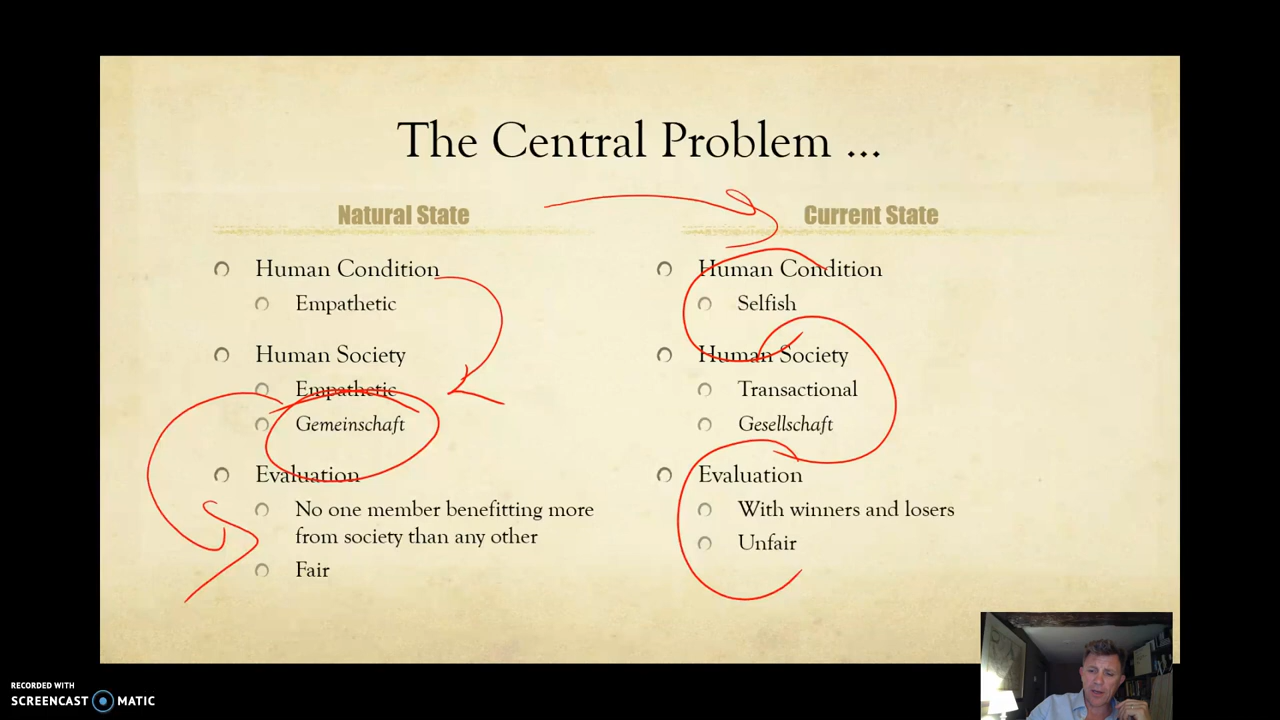 The Central Problem ...
Natural State
Human Condition
Empathetic
Human Society
Empathetic
Gemeinschaft
Evaluation
No one member benefitting more
from society than any other
Fair
Current State
Human Condition
Selfish
Human Society
Transactional
Gesellschaft
Evaluation
With winners and losers
Unfair
RECORDED WITH
SCREENCAST MATIC